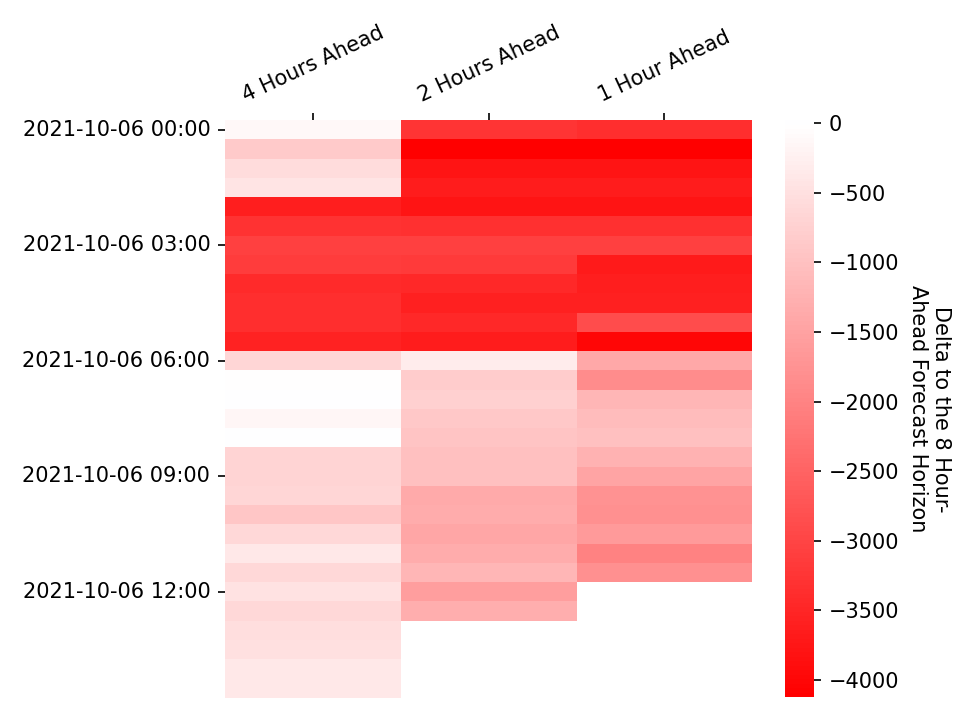 4 Hours Ahead
2 Hours Ahead
1 Hour Ahead
2021-10-06 00:00
2021-10-06 03:00
2021-10-06 06:00
2021-10-06 09:00
2021-10-06 12:00
0
−500
−1000
−1500
−2000
−2500
−3000
−3500
−4000
Delta to the 8 Hour-
Ahead Forecast Horizon